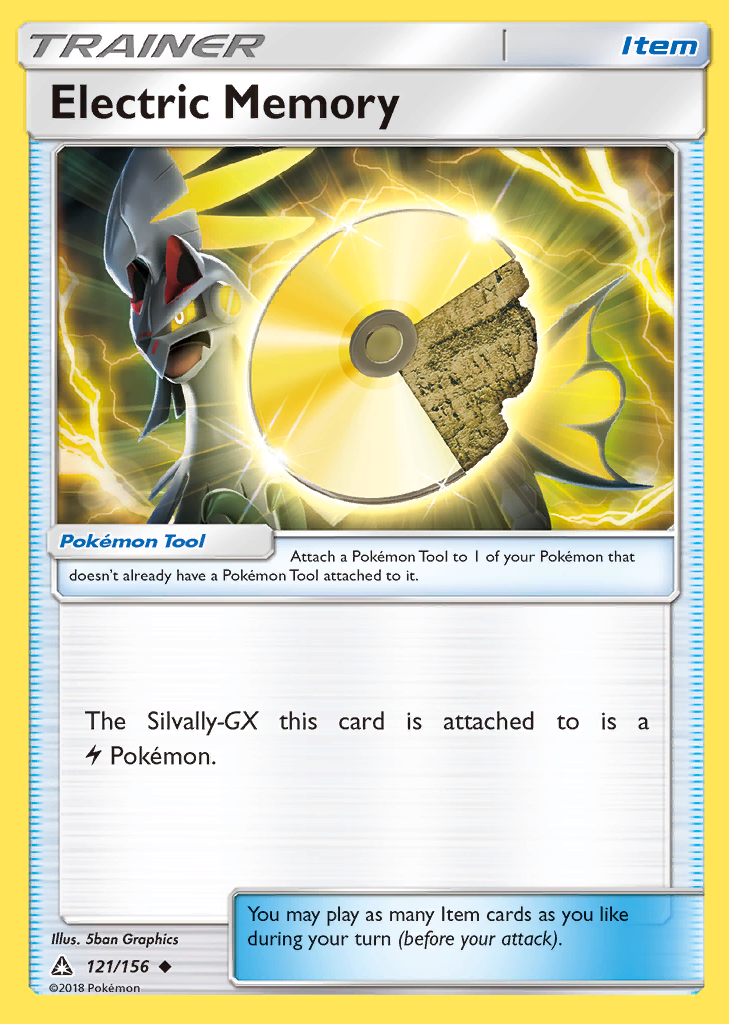 TRAINER Item
Electric Memory
Pokémon Tool
Attach a Pokémon Tool to 1 of your Pokémon that
doesn't already have a Pokémon Tool attached to it.
The Silvally-GX this card is attached to is a
Pokémon.
You may play as many Item cards as you like
during your turn (before your attack).
Illus. 5ban Graphics
121/156
©2018 Pokémon